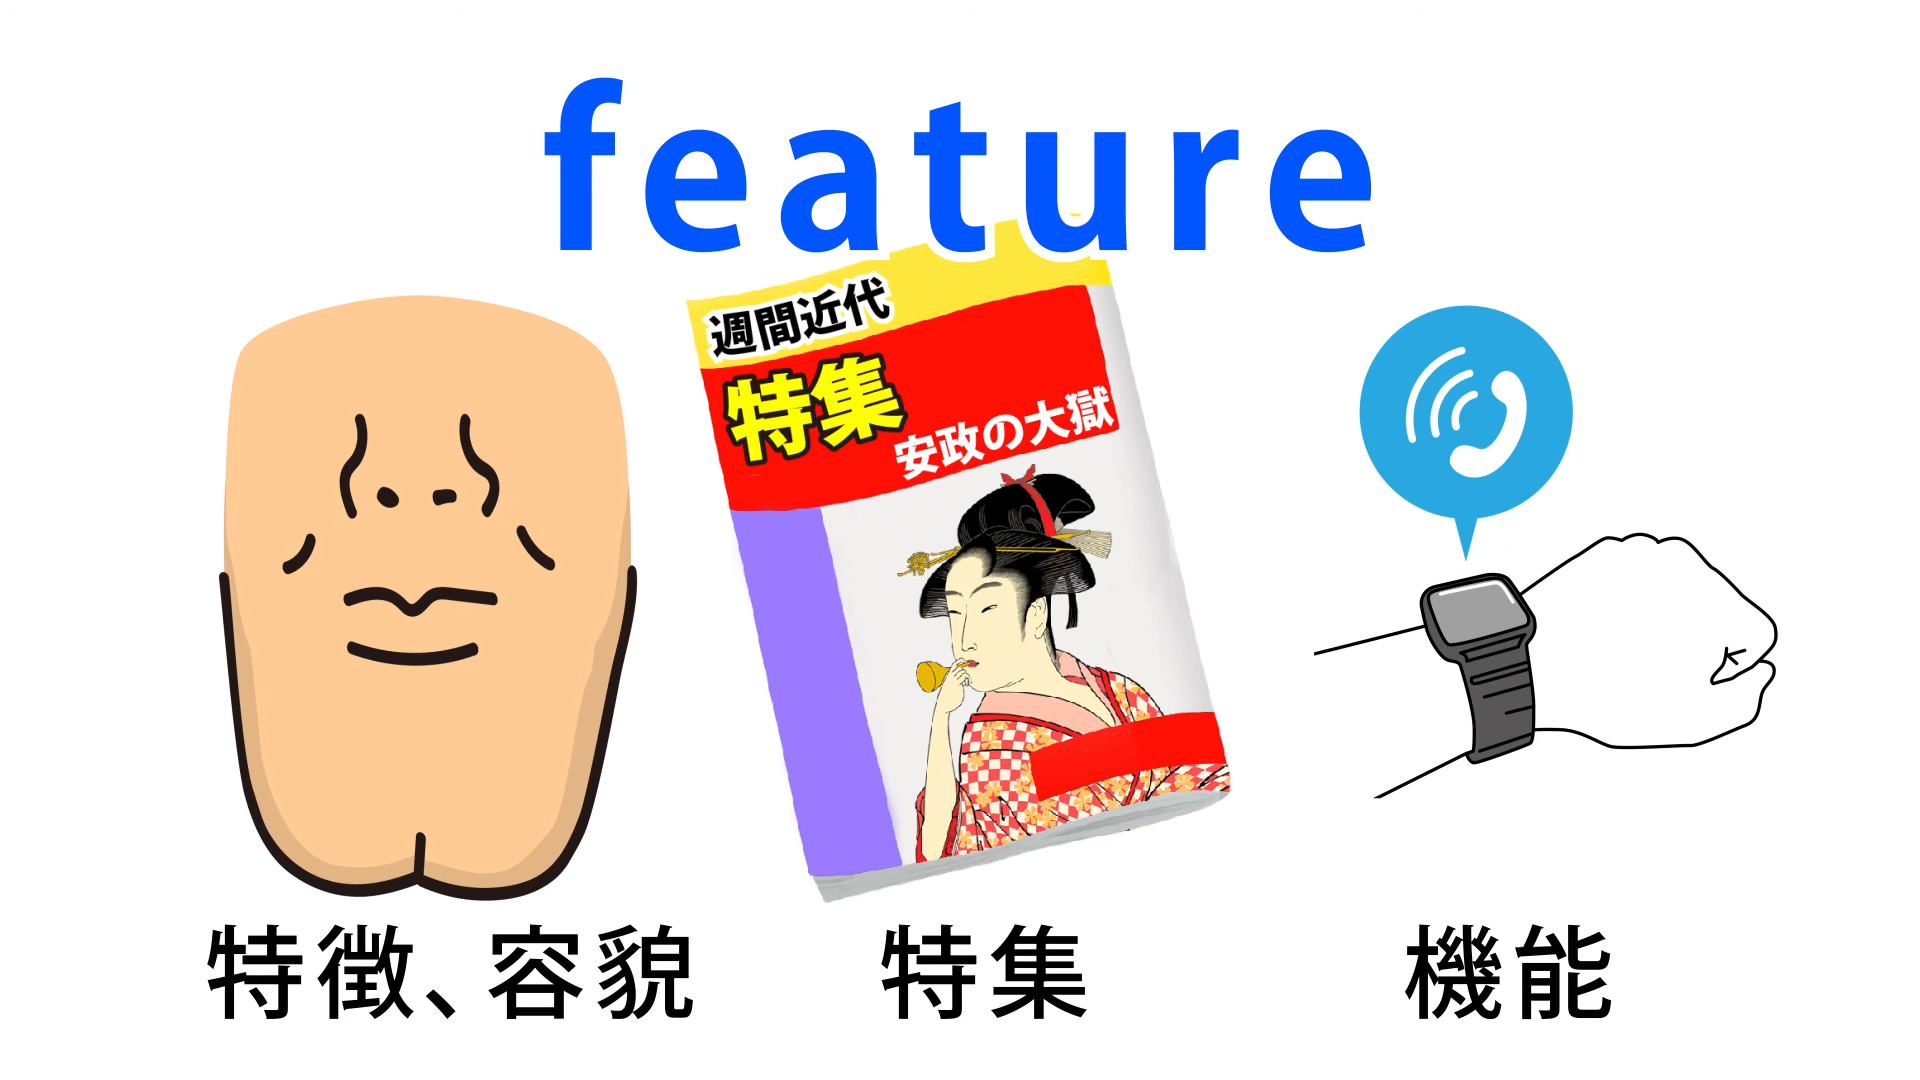 feature
週間近代
特集
安政の大獄
特徴、容貌
特集
機能